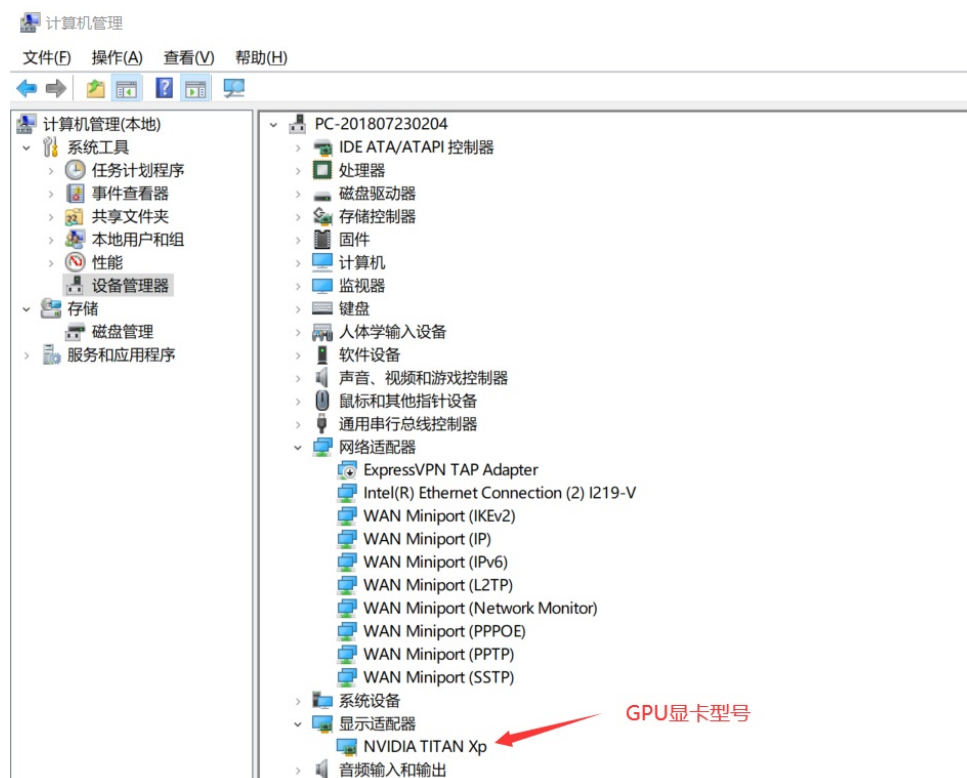 计算机管理
文件(F) 操作(A) 查看(V) 帮助(H)
计算机管理(本地)
系统工具
任务计划程序
事件查看器
共享文件夹
本地用户和组
性能
设备管理器
存储
磁盘管理
服务和应用程序
PC-201807230204
IDE ATA/ATAPI 控制器
处理器
磁盘驱动器
存储控制器
固件
计算机
监视器
键盘
人体学输入设备
软件设备
声音、视频和游戏控制器
鼠标和其他指针设备
通用串行总线控制器
网络适配器
ExpressVPN TAP Adapter
Intel(R) Ethernet Connection (2) I219-V
WAN Miniport (IKEv2)
WAN Miniport (IP)
WAN Miniport (IPv6)
WAN Miniport (L2TP)
WAN Miniport (Network Monitor)
WAN Miniport (PPPOE)
WAN Miniport (PPTP)
WAN Miniport (SSTP)
系统设备
显示适配器
NVIDIA TITAN Xp
GPU显卡型号
音频输入和输出